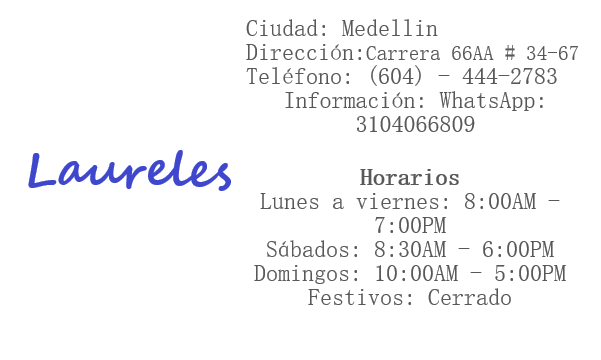 Laureles
Ciudad: Medellin
Dirección:Carrera 66AA # 34-67
Teléfono: (604) - 444-2783
Información: WhatsApp:
3104066809
Horarios
Lunes a viernes: 8:00AM -
7:00PM
Sábados: 8:30AM - 6:00PM
Domingos: 10:00AM - 5:00PM
Festivos: Cerrado